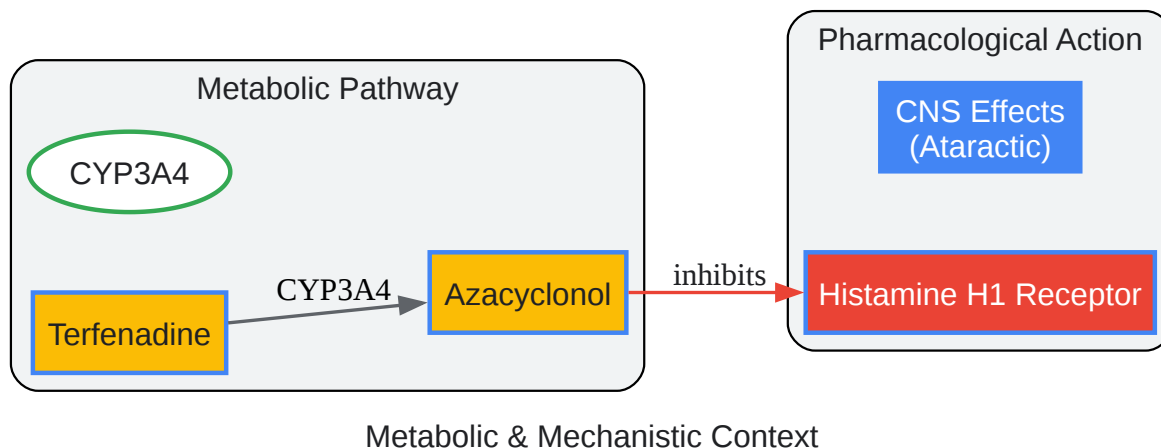 Metabolic Pathway
CYP3A4
CYP3A4
Terfenadine
Azacyclonol
inhibits
Pharmacological Action
CNS Effects
(Ataractic)
Histamine H1 Receptor
Metabolic & Mechanistic Context